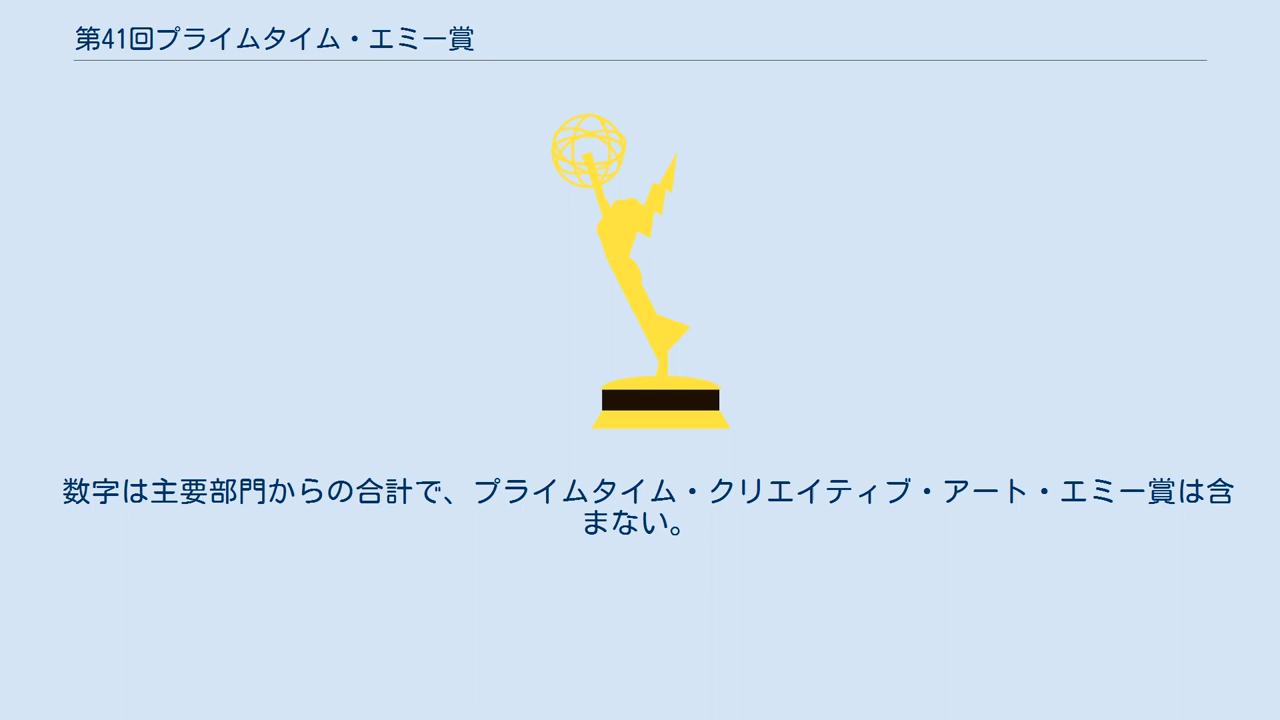 第41回プライムタイム・エミー賞
数字は主要部門からの合計で、プライムタイム・クリエイティブ・アート・エミー賞は含
まない。